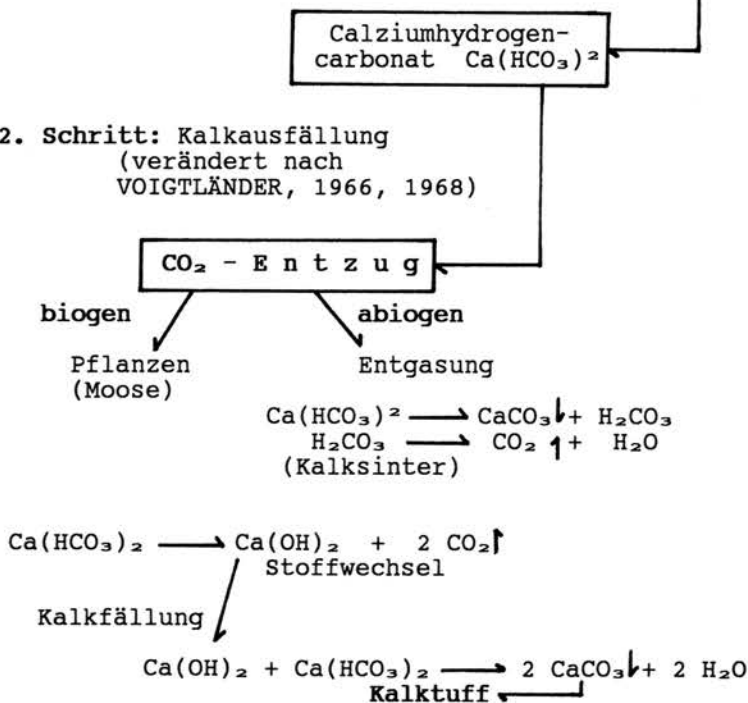 Calziumhydrogen-
carbonat Ca(HCO₃)²
2. Schritt: Kalkausfällung
(verändert nach
VOIGTLÄNDER, 1966, 1968)
CO₂ - E n t z u g
biogen abiogen
Pflanzen Entgasung
(Moose)
Ca(HCO₃)² → CaCO₃↓ + H₂CO₃
H₂CO₃ → CO₂ ↑ + H₂O
(Kalksinter)
Ca(HCO₃)₂ → Ca(OH)₂ + 2 CO₂↑
Stoffwechsel
Kalkfällung
Ca(OH)₂ + Ca(HCO₃)₂ → 2 CaCO₃↓ + 2 H₂O
Kalktuff